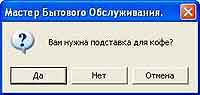 Мастер Бытового Обслуживания.
Вам нужна подставка для кофе?
Да Нет Отмена